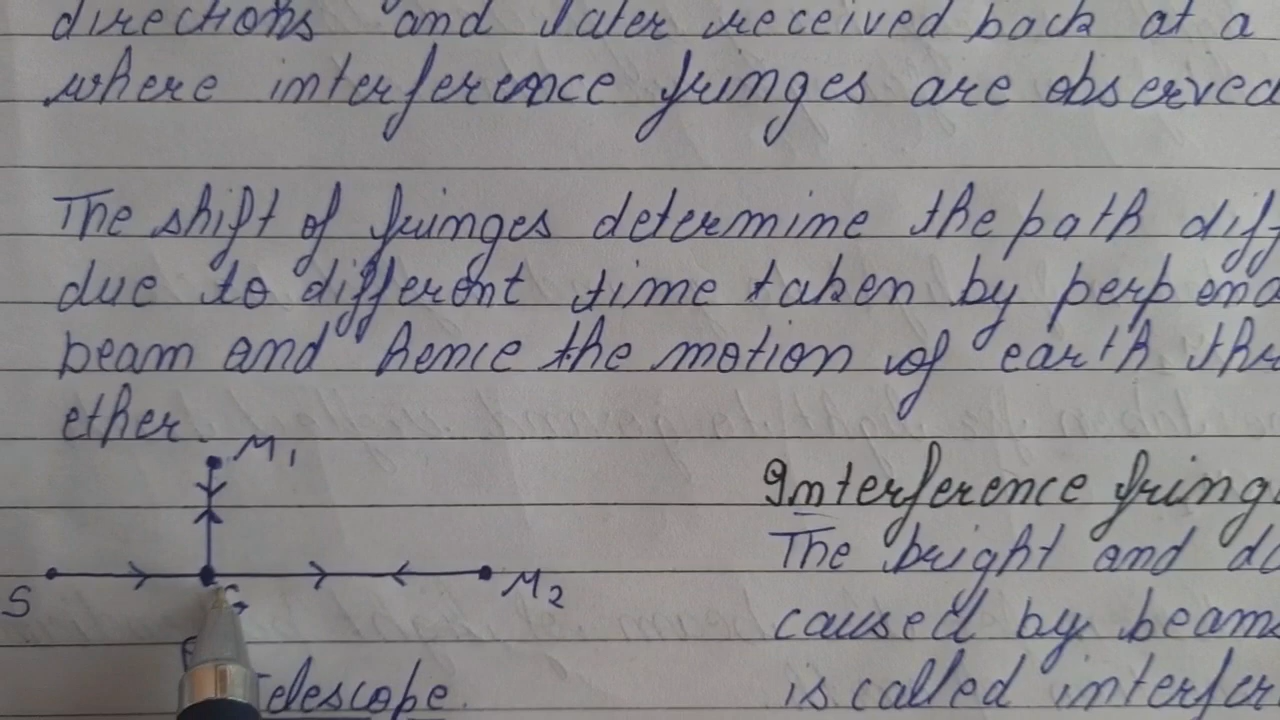 directions and later received back at a
where interference fringes are observed
The shift of fringes determine the path diff
due to different time taken by perpend
beam and hence the motion of earth thr
ether.
M1
S
G
M2
Telescope.
Interference fring
The bright and da
caused by beams
is called interfer